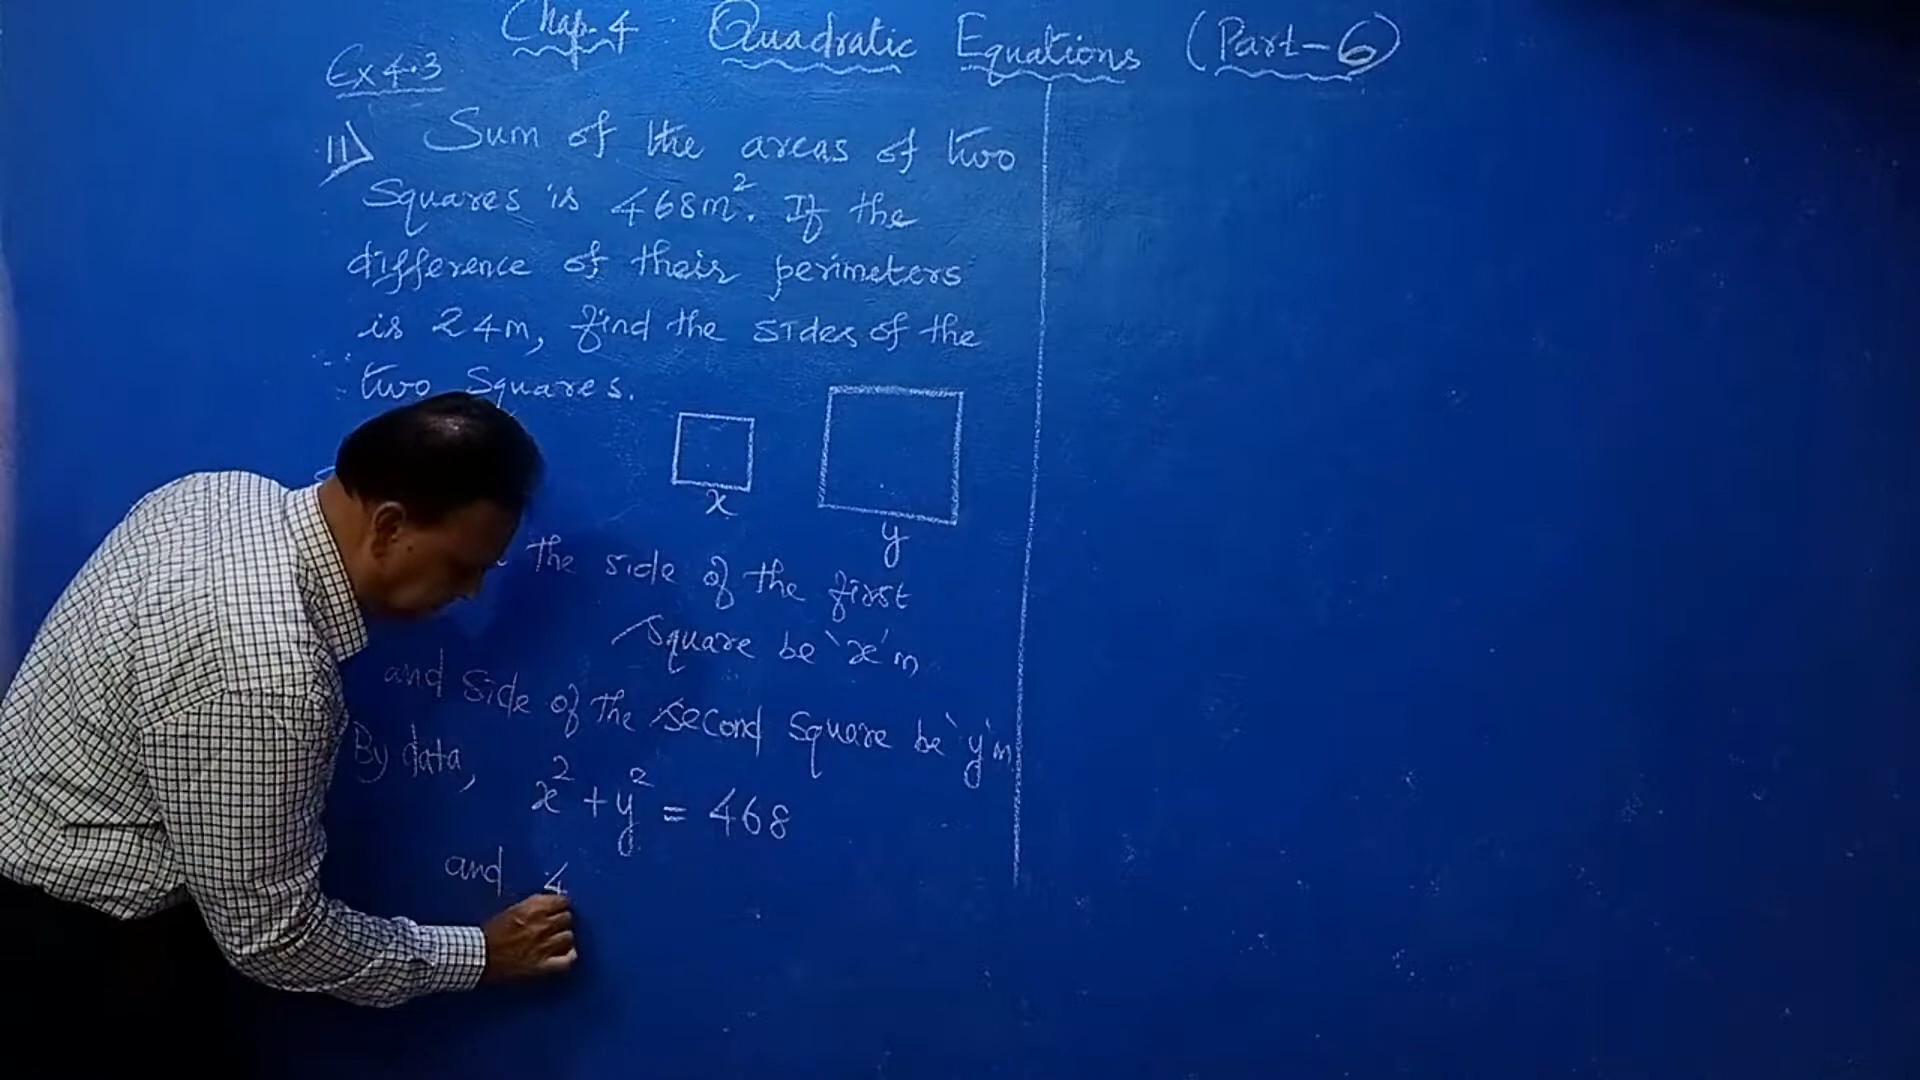 Chap.4 Quadratic Equations (Part-6)
Ex 4.3
11) Sum of the areas of two
squares is 468m². If the
difference of their perimeters
is 24m, find the sides of the
two squares.
x
y
the side of the first
square be 'x'm
and side of the second square be 'y'm
By data, x² + y² = 468
and 4